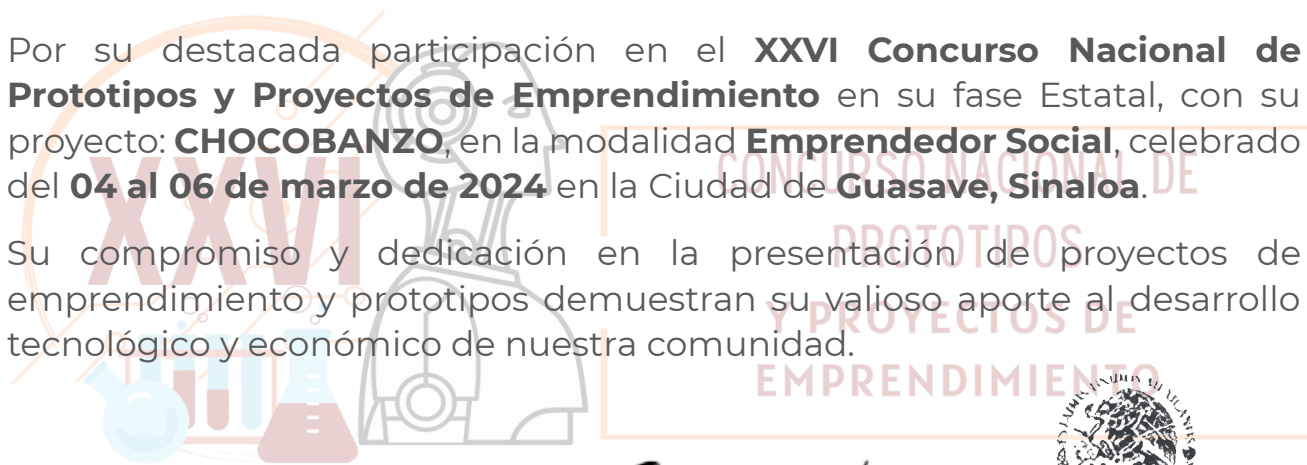 Por su destacada participación en el XXVI Concurso Nacional de
Prototipos y Proyectos de Emprendimiento en su fase Estatal, con su
proyecto: CHOCOBANZO, en la modalidad Emprendedor Social, celebrado
del 04 al 06 de marzo de 2024 en la Ciudad de Guasave, Sinaloa.
Su compromiso y dedicación en la presentación de proyectos de
emprendimiento y prototipos demuestran su valioso aporte al desarrollo
tecnológico y económico de nuestra comunidad.
XXVI
CONCURSO NACIONAL DE
PROTOTIPOS
Y PROYECTOS DE
EMPRENDIMIENTO